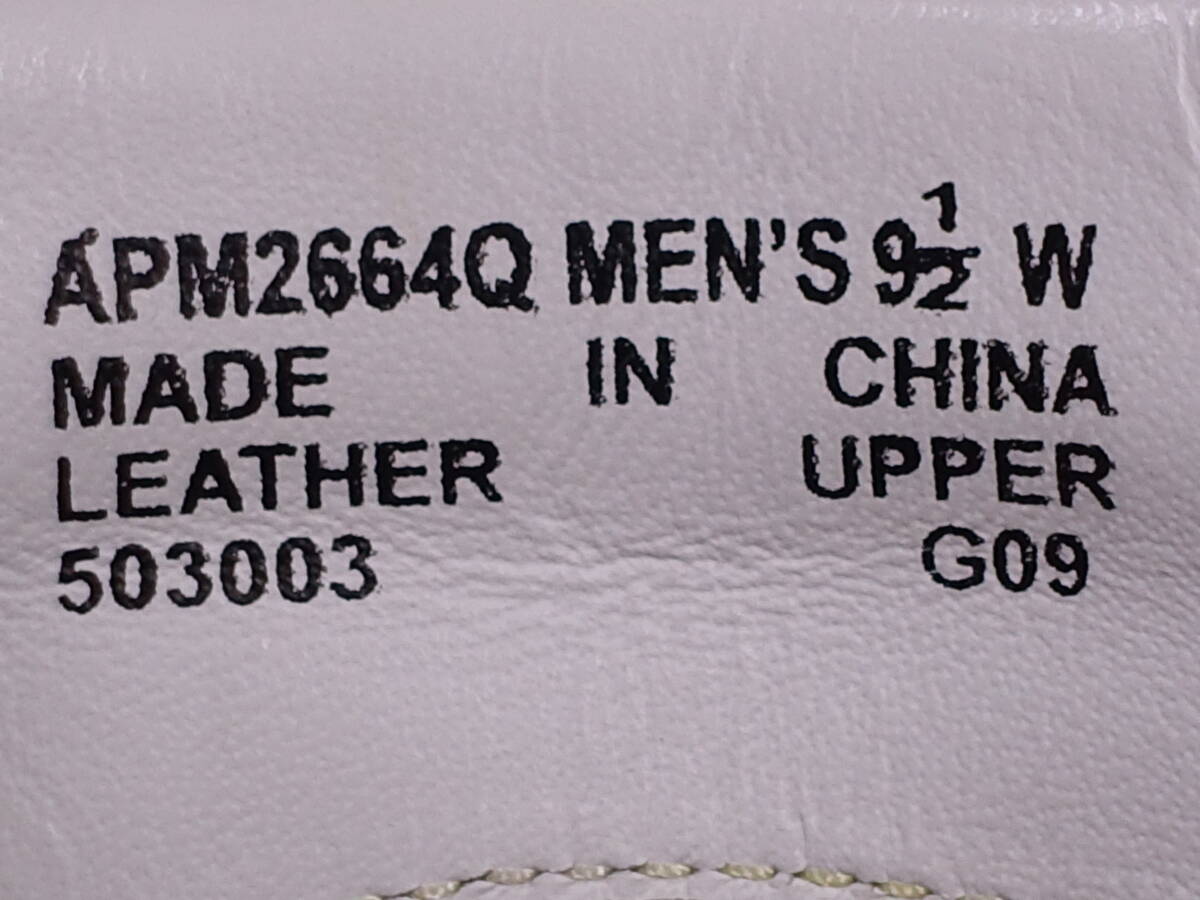 APM2664Q MEN'S 9½ W
MADE IN CHINA
LEATHER UPPER
503003 G09